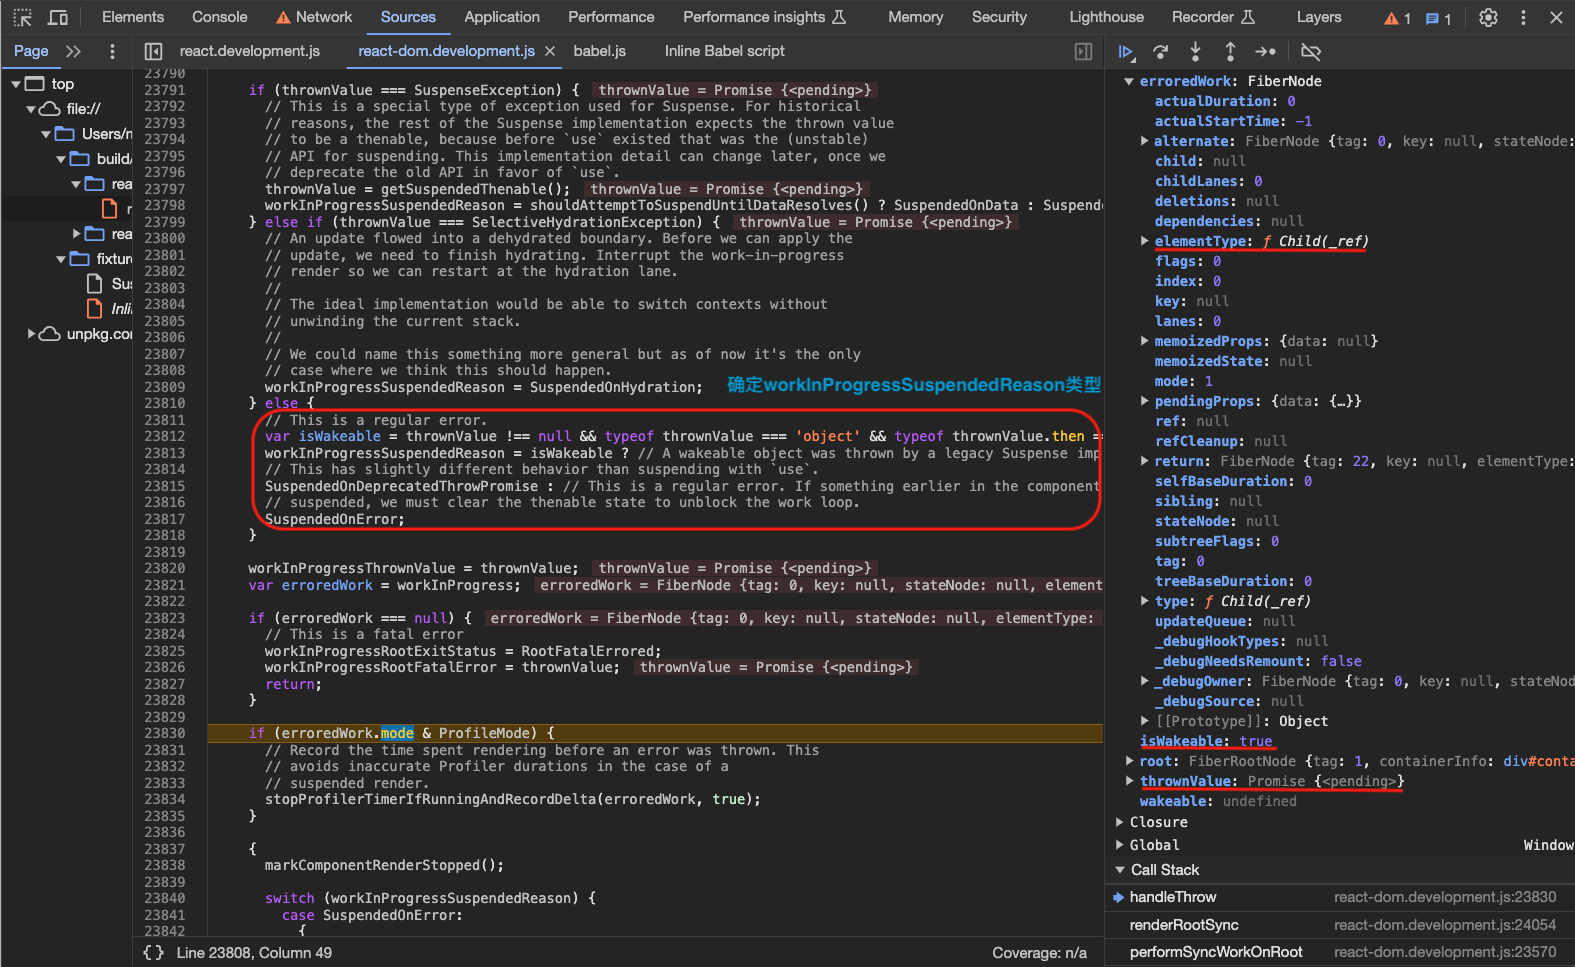 Elements Console Network Sources Application Performance Performance insights Memory Security Lighthouse Recorder Layers 1 1
Page react.development.js react-dom.development.js babel.js Inline Babel script
top
file://
Users/n
build/
rea
r
rea
fixture
Sus
Inli
unpkg.cor
23790
23791 if (thrownValue === SuspenseException) { thrownValue = Promise {<pending>}
23792 // This is a special type of exception used for Suspense. For historical
23793 // reasons, the rest of the Suspense implementation expects the thrown value
23794 // to be a thenable, because before `use` existed that was the (unstable)
23795 // API for suspending. This implementation detail can change later, once we
23796 // deprecate the old API in favor of `use`.
23797 thrownValue = getSuspendedThenable(); thrownValue = Promise {<pending>}
23798 workInProgressSuspendedReason = shouldAttemptToSuspendUntilDataResolves() ? SuspendedOnData : Suspende
23799 } else if (thrownValue === SelectiveHydrationException) { thrownValue = Promise {<pending>}
23800 // An update flowed into a dehydrated boundary. Before we can apply the
23801 // update, we need to finish hydrating. Interrupt the work-in-progress
23802 // render so we can restart at the hydration lane.
23803 //
23804 // The ideal implementation would be able to switch contexts without
23805 // unwinding the current stack.
23806 //
23807 // We could name this something more general but as of now it's the only
23808 // case where we think this should happen.
23809 workInProgressSuspendedReason = SuspendedOnHydration; 确定workInProgressSuspendedReason类型
23810 } else {
23811 // This is a regular error.
23812 var isWakeable = thrownValue !== null && typeof thrownValue === 'object' && typeof thrownValue.then =
23813 workInProgressSuspendedReason = isWakeable ? // A wakeable object was thrown by a legacy Suspense imp
23814 // This has slightly different behavior than suspending with `use`.
23815 SuspendedOnDeprecatedThrowPromise : // This is a regular error. If something earlier in the component
23816 // suspended, we must clear the thenable state to unblock the work loop.
23817 SuspendedOnError;
23818 }
23819
23820 workInProgressThrownValue = thrownValue; thrownValue = Promise {<pending>}
23821 var erroredWork = workInProgress; erroredWork = FiberNode {tag: 0, key: null, stateNode: null, element
23822
23823 if (erroredWork === null) { erroredWork = FiberNode {tag: 0, key: null, stateNode: null, elementType:
23824 // This is a fatal error
23825 workInProgressRootExitStatus = RootFatalErrored;
23826 workInProgressRootFatalError = thrownValue; thrownValue = Promise {<pending>}
23827 return;
23828 }
23829
23830 if (erroredWork.mode & ProfileMode) {
23831 // Record the time spent rendering before an error was thrown. This
23832 // avoids inaccurate Profiler durations in the case of a
23833 // suspended render.
23834 stopProfilerTimerIfRunningAndRecordDelta(erroredWork, true);
23835 }
23836
23837 {
23838 markComponentRenderStopped();
23839
23840 switch (workInProgressSuspendedReason) {
23841 case SuspendedOnError:
23842 {
{} Line 23808, Column 49 Coverage: n/a
erroredWork: FiberNode
actualDuration: 0
actualStartTime: -1
alternate: FiberNode {tag: 0, key: null, stateNode:
child: null
childLanes: 0
deletions: null
dependencies: null
elementType: ƒ Child(_ref)
flags: 0
index: 0
key: null
lanes: 0
memoizedProps: {data: null}
memoizedState: null
mode: 1
pendingProps: {data: {…}}
ref: null
refCleanup: null
return: FiberNode {tag: 22, key: null, elementType:
selfBaseDuration: 0
sibling: null
stateNode: null
subtreeFlags: 0
tag: 0
treeBaseDuration: 0
type: ƒ Child(_ref)
updateQueue: null
_debugHookTypes: null
_debugNeedsRemount: false
_debugOwner: FiberNode {tag: 0, key: null, stateNod
_debugSource: null
[[Prototype]]: Object
isWakeable: true
root: FiberRootNode {tag: 1, containerInfo: div#conta
thrownValue: Promise {<pending>}
wakeable: undefined
Closure
Global Window
Call Stack
handleThrow react-dom.development.js:23830
renderRootSync react-dom.development.js:24054
performSyncWorkOnRoot react-dom.development.js:23570